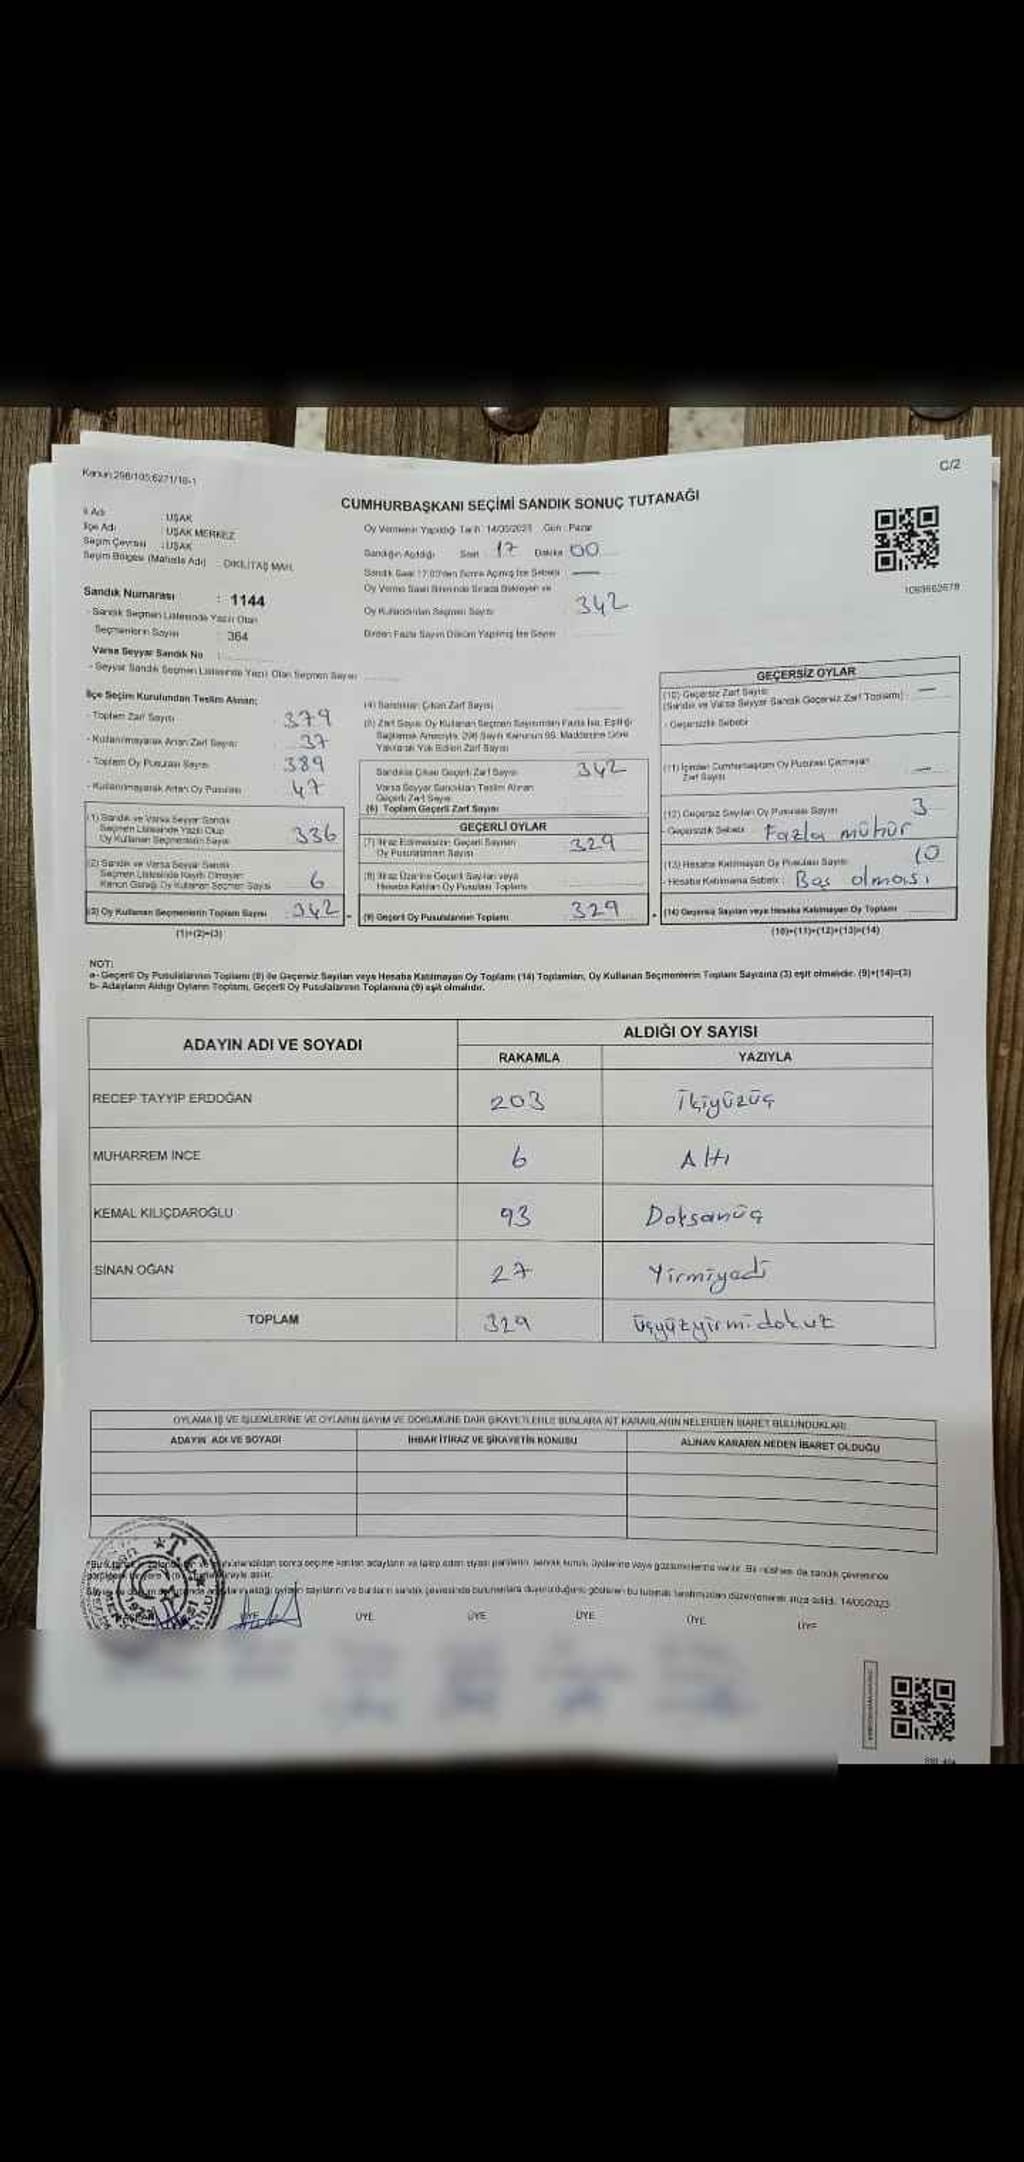 Kanun:298/105;6271/18-1
C/2
CUMHURBAŞKANI SEÇİMİ SANDIK SONUÇ TUTANAĞI
İl Adı : UŞAK
İlçe Adı : UŞAK MERKEZ
Seçim Çevresi : UŞAK
Seçim Bölgesi (Mahalle Adı) : DİKİLİTAŞ MAH.
Oy Vermenin Yapıldığı Tarih : 14/05/2023 Gün : Pazar
Sandığın Açıldığı Saat : 17 Dakika 00
Sandık Saat 17:00'den Sonra Açılmış İse Sebebi : —
Oy Verme Saati Bitiminde Sırada Bekleyen ve
Oy Kullandırılan Seçmen Sayısı : 342
Birden Fazla Sayım Döküm Yapılmış İse Sayısı
1093662678
Sandık Numarası : 1144
- Sandık Seçmen Listesinde Yazılı Olan
Seçmenlerin Sayısı : 364
Varsa Seyyar Sandık No :
- Seyyar Sandık Seçmen Listesinde Yazılı Olan Seçmen Sayısı
İlçe Seçim Kurulundan Teslim Alınan;
- Toplam Zarf Sayısı : 379
- Kullanılmayarak Artan Zarf Sayısı : 37
- Toplam Oy Pusulası Sayısı : 389
- Kullanılmayarak Artan Oy Pusulası : 47
(1) Sandık ve Varsa Seyyar Sandık
Seçmen Listesinde Yazılı Olup
Oy Kullanan Seçmenlerin Sayısı 336
(2) Sandık ve Varsa Seyyar Sandık
Seçmen Listesinde Kayıtlı Olmayan
Kanun Gereği Oy Kullanan Seçmen Sayısı 6
(3) Oy Kullanan Seçmenlerin Toplam Sayısı 342
(1)+(2)=(3)
(4) Sandıktan Çıkan Zarf Sayısı
(5) Zarf Sayısı Oy Kullanan Seçmen Sayısından Fazla İse, Eşitliği
Sağlamak Amacıyla, 298 Sayılı Kanunun 98. Maddesine Göre
Yakılarak Yok Edilen Zarf Sayısı
Sandıkta Çıkan Geçerli Zarf Sayısı 342
Varsa Seyyar Sandıktan Teslim Alınan
Geçerli Zarf Sayısı
(6) Toplam Geçerli Zarf Sayısı
GEÇERLİ OYLAR
(7) İtiraz Edilmeksizin Geçerli Sayılan
Oy Pusulalarının Sayısı 329
(8) İtiraz Üzerine Geçerli Sayılan veya
Hesaba Katılan Oy Pusulası Toplamı
(9) Geçerli Oy Pusulalarının Toplamı 329
GEÇERSİZ OYLAR
(10) Geçersiz Zarf Sayısı
(Sandık ve Varsa Seyyar Sandık Geçersiz Zarf Toplamı) : —
- Geçersizlik Sebebi
(11) İçinden Cumhurbaşkanı Oy Pusulası Çıkmayan
Zarf Sayısı —
(12) Geçersiz Sayılan Oy Pusulası Sayısı 3
- Geçersizlik Sebebi : Fazla mühür
(13) Hesaba Katılmayan Oy Pusulası Sayısı 10
- Hesaba Katılmama Sebebi : Boş olması
(14) Geçersiz Sayılan veya Hesaba Katılmayan Oy Toplamı
(10)+(11)+(12)+(13)=(14)
NOT:
a- Geçerli Oy Pusulalarının Toplamı (9) ile Geçersiz Sayılan veya Hesaba Katılmayan Oy Toplamı (14) Toplamları, Oy Kullanan Seçmenlerin Toplam Sayısına (3) eşit olmalıdır. (9)+(14)=(3)
b- Adayların Aldığı Oyların Toplamı, Geçerli Oy Pusulalarının Toplamına (9) eşit olmalıdır.
ADAYIN ADI VE SOYADI
ALDIĞI OY SAYISI
RAKAMLA YAZIYLA
RECEP TAYYİP ERDOĞAN 203 İkiyüzüç
MUHARREM İNCE 6 Altı
KEMAL KILIÇDAROĞLU 93 Doksanüç
SİNAN OĞAN 27 Yirmiyedi
TOPLAM 329 üçyüzyirmidokuz
OYLAMA İŞ VE İŞLEMLERİNE VE OYLARIN SAYIM VE DÖKÜMÜNE DAİR ŞİKAYETLERLE BUNLARA AİT KARARLARIN NELERDEN İBARET BULUNDUKLARI
ADAYIN ADI VE SOYADI İHBAR İTİRAZ VE ŞİKAYETİN KONUSU ALINAN KARARIN NEDEN İBARET OLDUĞU
sonra seçime katılan adayların ve talep eden siyasi partilerin, sandık kurulu üyelerine veya gözlemcilerine verilir. Bir nüshası da sandık çevresinde
aldığı oyların sayılarını ve bunların sandık çevresinde bulunanlara duyurulduğunu gösteren bu tutanak tarafımızdan düzenlenerek imza edildi. 14/05/2023
BAŞKAN ÜYE ÜYE ÜYE ÜYE ÜYE ÜYE